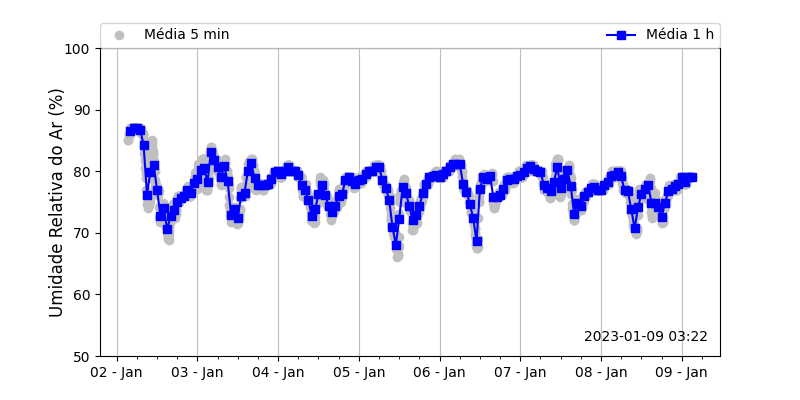 Média 5 min
Média 1 h
Umidade Relativa do Ar (%)
100
90
80
70
60
50
2023-01-09 03:22
02 - Jan
03 - Jan
04 - Jan
05 - Jan
06 - Jan
07 - Jan
08 - Jan
09 - Jan